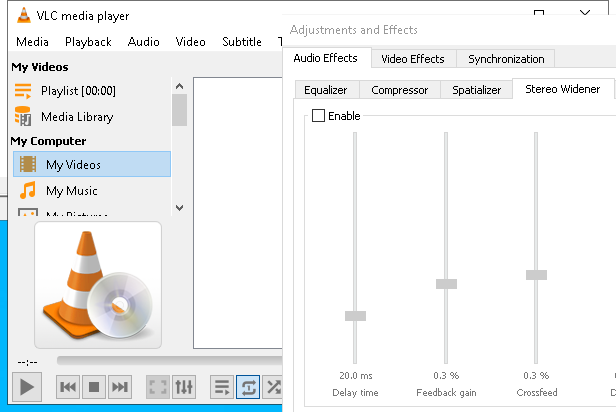 VLC media player
Media Playback Audio Video Subtitle
My Videos
Playlist [00:00]
Media Library
My Computer
My Videos
My Music
My Pictures
--:--
Adjustments and Effects
Audio Effects Video Effects Synchronization
Equalizer Compressor Spatializer Stereo Widener
Enable
20.0 ms 0.3 % 0.3 %
Delay time Feedback gain Crossfeed